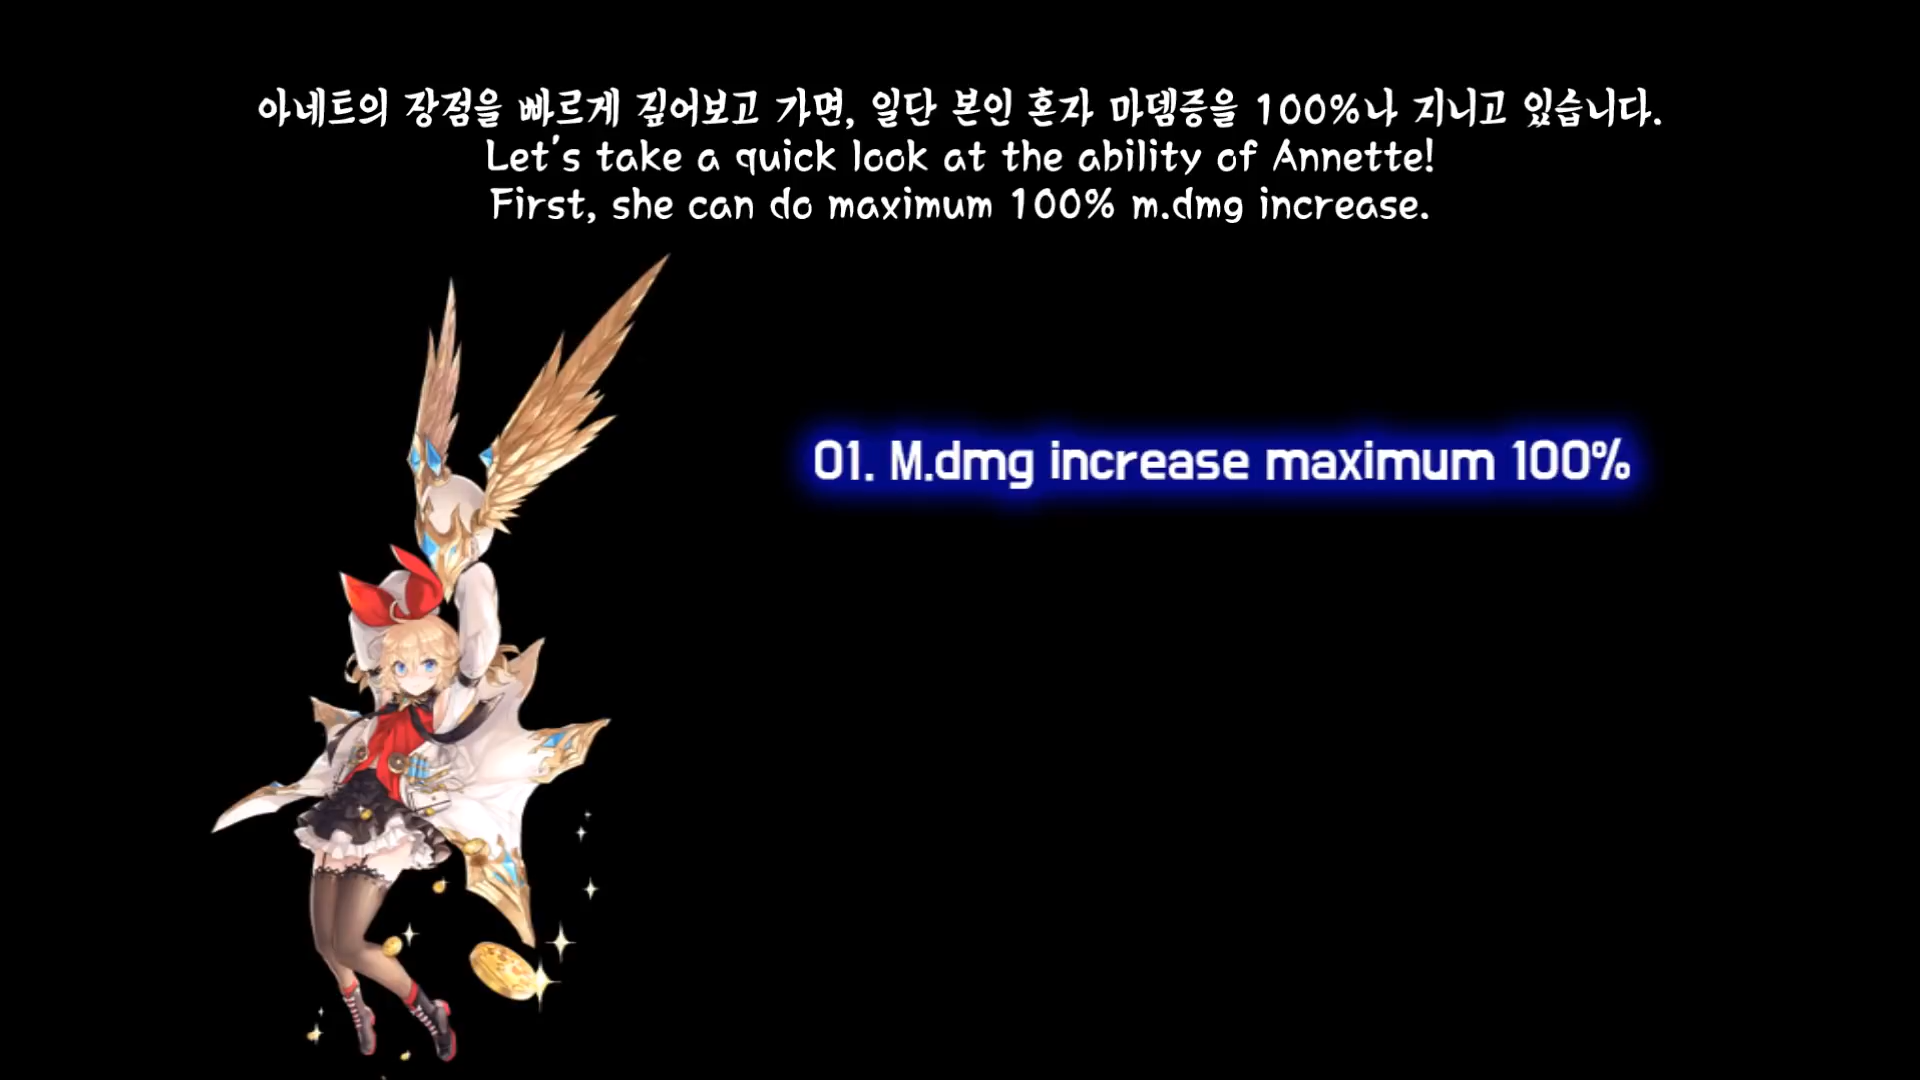 아네트의 장점을 빠르게 짚어보고 가면, 일단 본인 혼자 마뎀증을 100%나 지니고 있습니다.
Let's take a quick look at the ability of Annette!
First, she can do maximum 100% m.dmg increase.
01. M.dmg increase maximum 100%